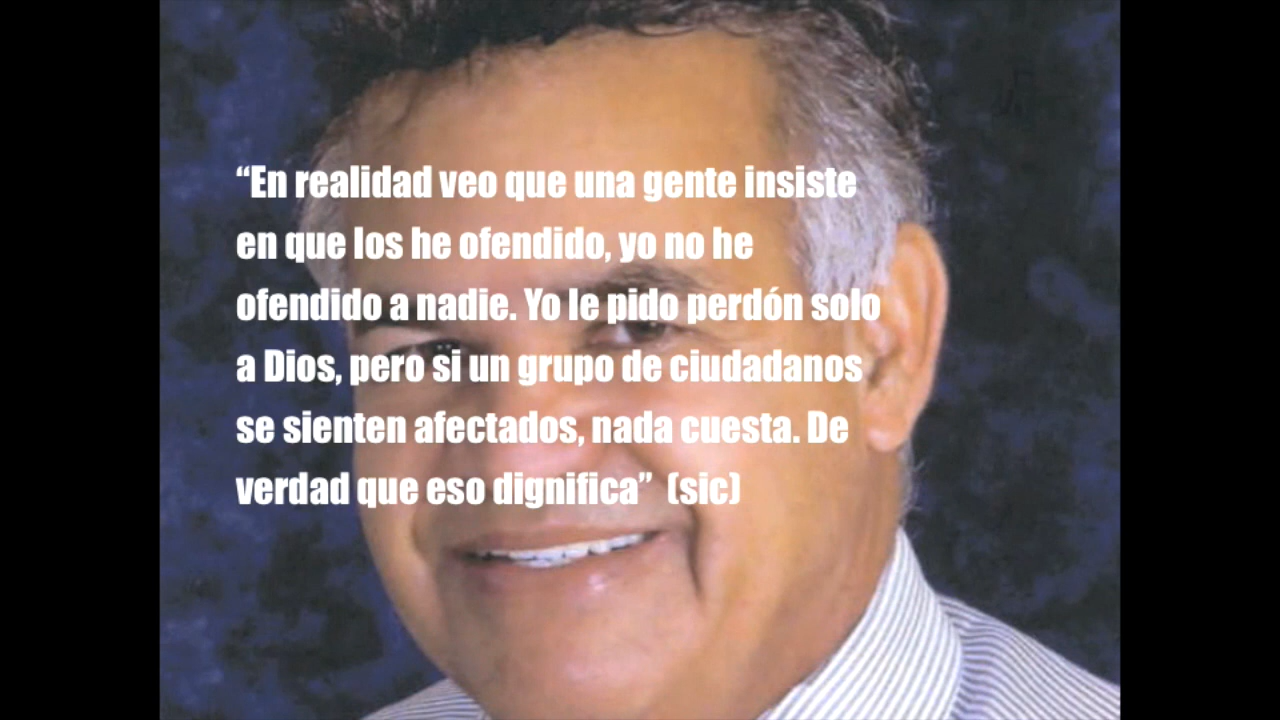 “En realidad veo que una gente insiste
en que los he ofendido, yo no he
ofendido a nadie. Yo le pido perdón solo
a Dios, pero si un grupo de ciudadanos
se sienten afectados, nada cuesta. De
verdad que eso dignifica”  (sic)